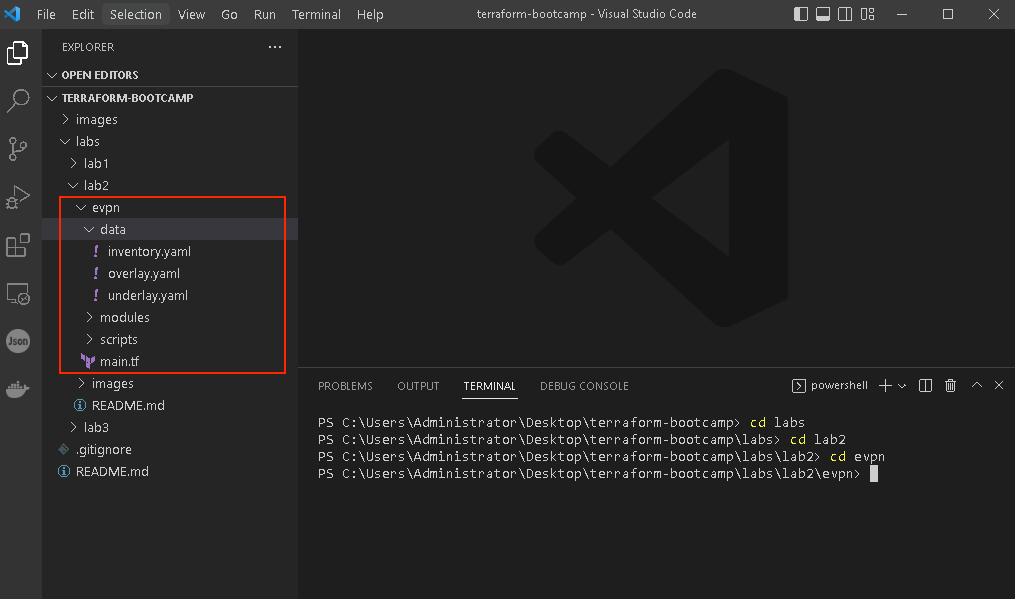 File Edit Selection View Go Run Terminal Help terraform-bootcamp - Visual Studio Code
EXPLORER
OPEN EDITORS
TERRAFORM-BOOTCAMP
images
labs
lab1
lab2
evpn
data
! inventory.yaml
! overlay.yaml
! underlay.yaml
modules
scripts
main.tf
images
README.md
lab3
.gitignore
README.md
Json
PROBLEMS OUTPUT TERMINAL DEBUG CONSOLE powershell
PS C:\Users\Administrator\Desktop\terraform-bootcamp> cd labs
PS C:\Users\Administrator\Desktop\terraform-bootcamp\labs> cd lab2
PS C:\Users\Administrator\Desktop\terraform-bootcamp\labs\lab2> cd evpn
PS C:\Users\Administrator\Desktop\terraform-bootcamp\labs\lab2\evpn>